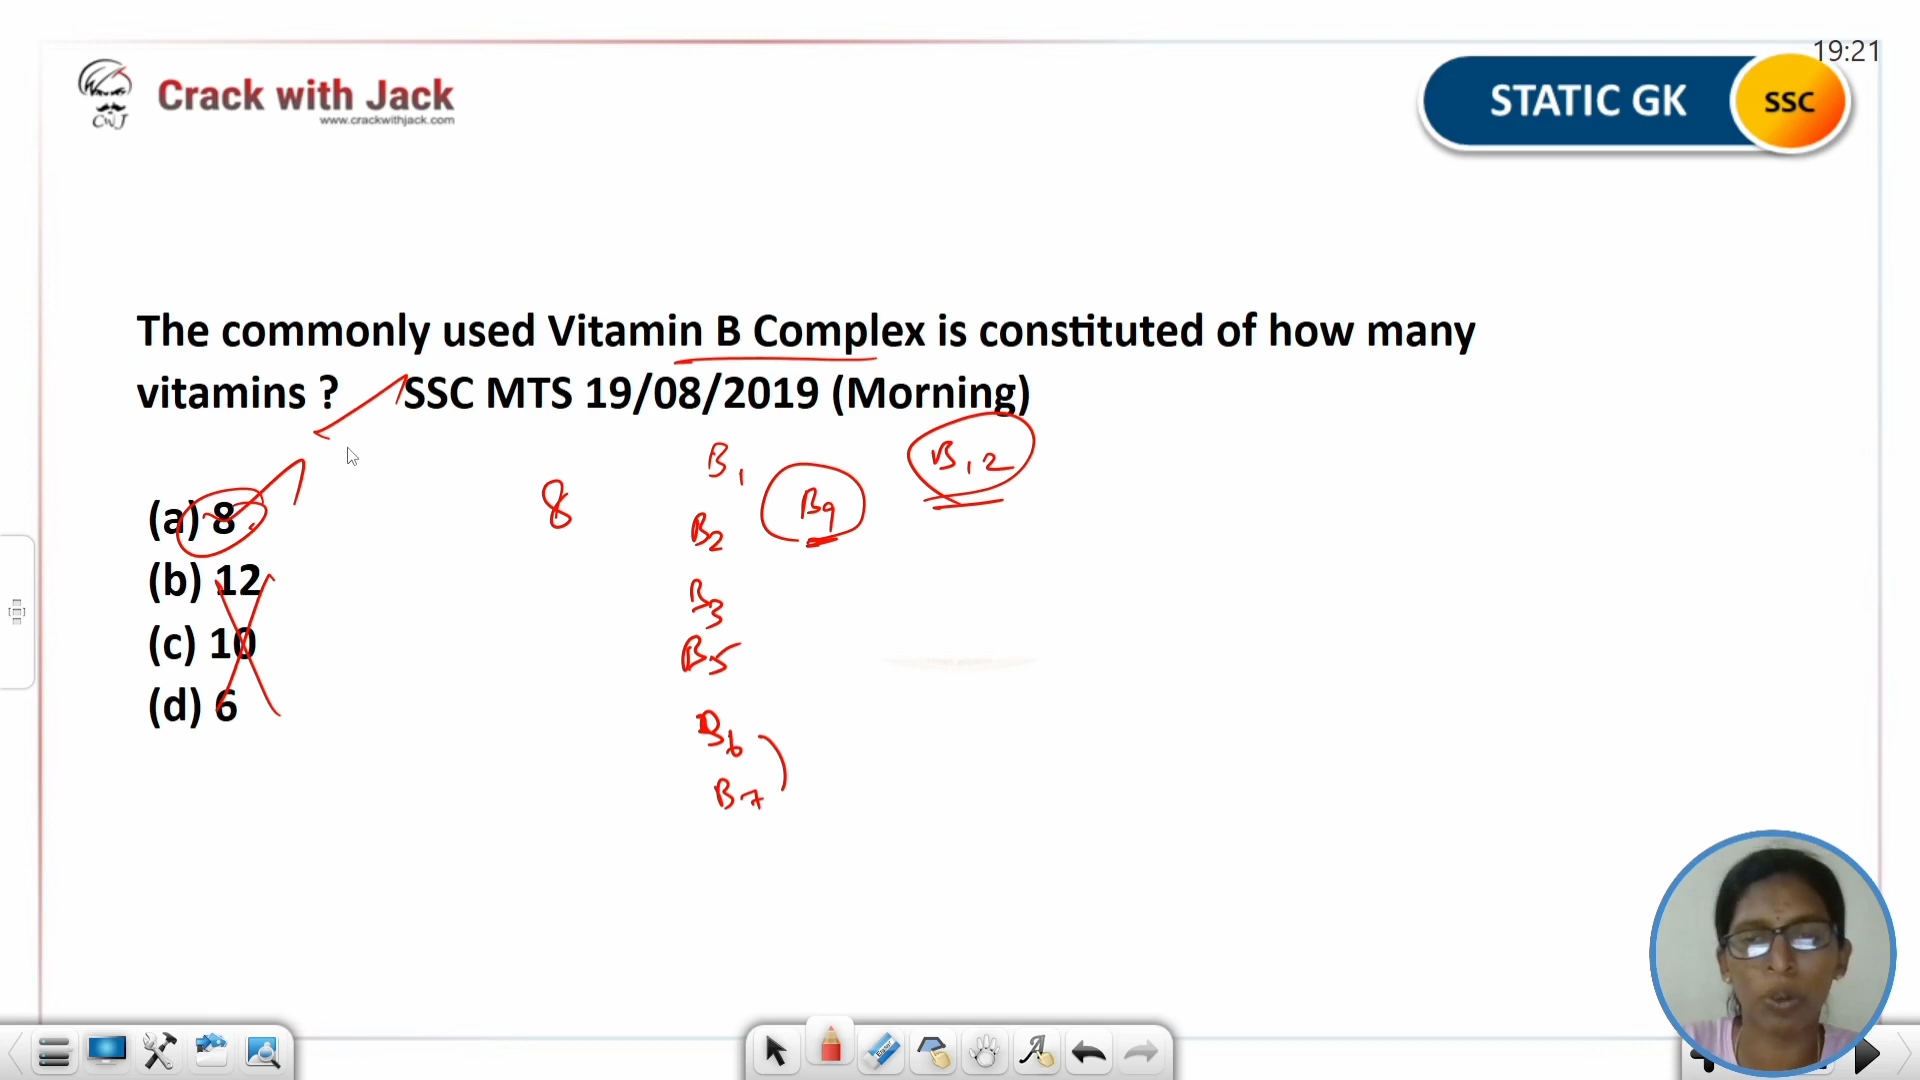 19:21
Crack with Jack
www.crackwithjack.com
CWJ
STATIC GK
SSC
The commonly used Vitamin B Complex is constituted of how many
vitamins ? SSC MTS 19/08/2019 (Morning)
(a) 8
(b) 12
(c) 10
(d) 6
8
B1
B2
B3
B5
B6
B7
B9
B12